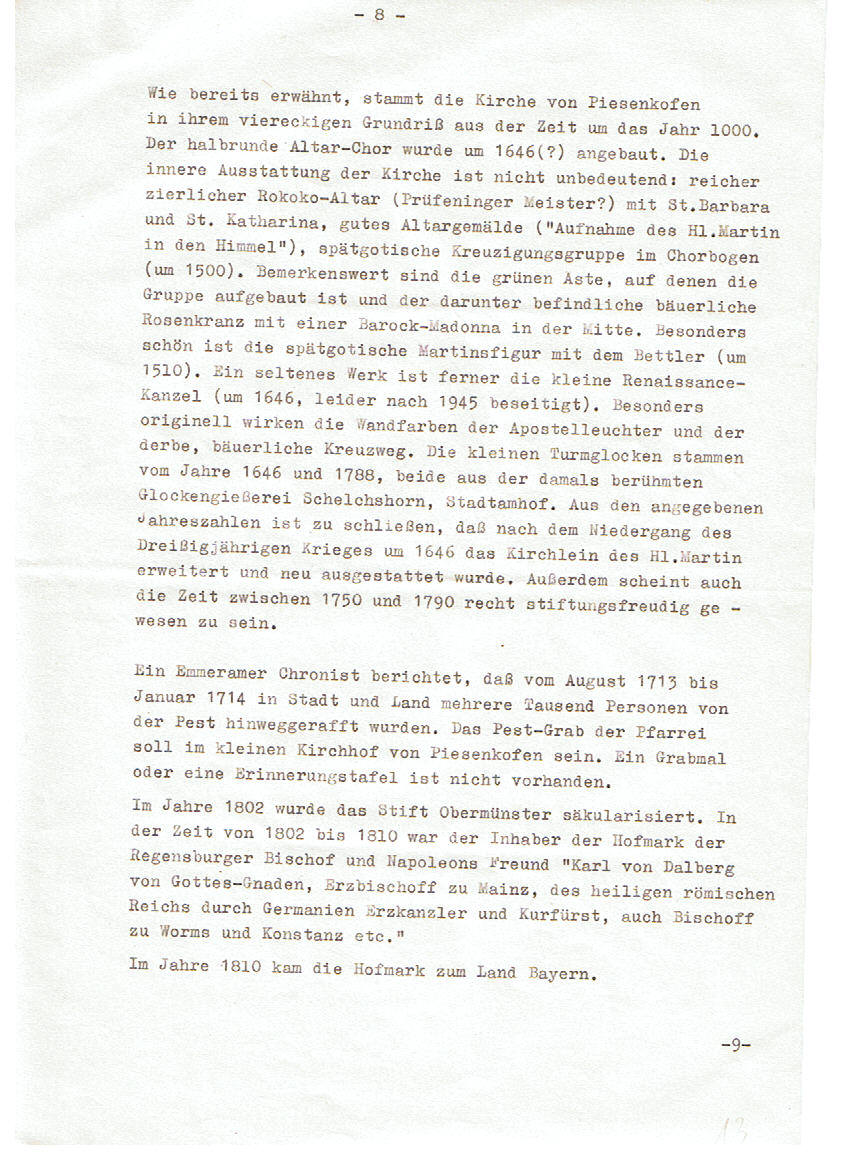 - 8 -
Wie bereits erwähnt, stammt die Kirche von Piesenkofen
in ihrem viereckigen Grundriß aus der Zeit um das Jahr 1000.
Der halbrunde Altar-Chor wurde um 1646(?) angebaut. Die
innere Ausstattung der Kirche ist nicht unbedeutend: reicher
zierlicher Rokoko-Altar (Prüfeninger Meister?) mit St.Barbara
und St. Katharina, gutes Altargemälde ("Aufnahme des Hl.Martin
in den Himmel"), spätgotische Kreuzigungsgruppe im Chorbogen
(um 1500). Bemerkenswert sind die grünen Aste, auf denen die
Gruppe aufgebaut ist und der darunter befindliche bäuerliche
Rosenkranz mit einer Barock-Madonna in der Mitte. Besonders
schön ist die spätgotische Martinsfigur mit dem Bettler (um
1510). Ein seltenes Werk ist ferner die kleine Renaissance-
Kanzel (um 1646, leider nach 1945 beseitigt). Besonders
originell wirken die Wandfarben der Apostelleuchter und der
derbe, bäuerliche Kreuzweg. Die kleinen Turmglocken stammen
vom Jahre 1646 und 1788, beide aus der damals berühmten
Glockengießerei Schelchshorn, Stadtamhof. Aus den angegebenen
Jahreszahlen ist zu schließen, daß nach dem Niedergang des
Dreißigjährigen Krieges um 1646 das Kirchlein des Hl.Martin
erweitert und neu ausgestattet wurde. Außerdem scheint auch
die Zeit zwischen 1750 und 1790 recht stiftungsfreudig ge -
wesen zu sein.
Ein Emmeramer Chronist berichtet, daß vom August 1713 bis
Januar 1714 in Stadt und Land mehrere Tausend Personen von
der Pest hinweggerafft wurden. Das Pest-Grab der Pfarrei
soll im kleinen Kirchhof von Piesenkofen sein. Ein Grabmal
oder eine Erinnerungstafel ist nicht vorhanden.
Im Jahre 1802 wurde das Stift Obermünster säkularisiert. In
der Zeit von 1802 bis 1810 war der Inhaber der Hofmark der
Regensburger Bischof und Napoleons Freund "Karl von Dalberg
von Gottes-Gnaden, Erzbischoff zu Mainz, des heiligen römischen
Reichs durch Germanien Erzkanzler und Kurfürst, auch Bischoff
zu Worms und Konstanz etc."
Im Jahre 1810 kam die Hofmark zum Land Bayern.
-9-
13